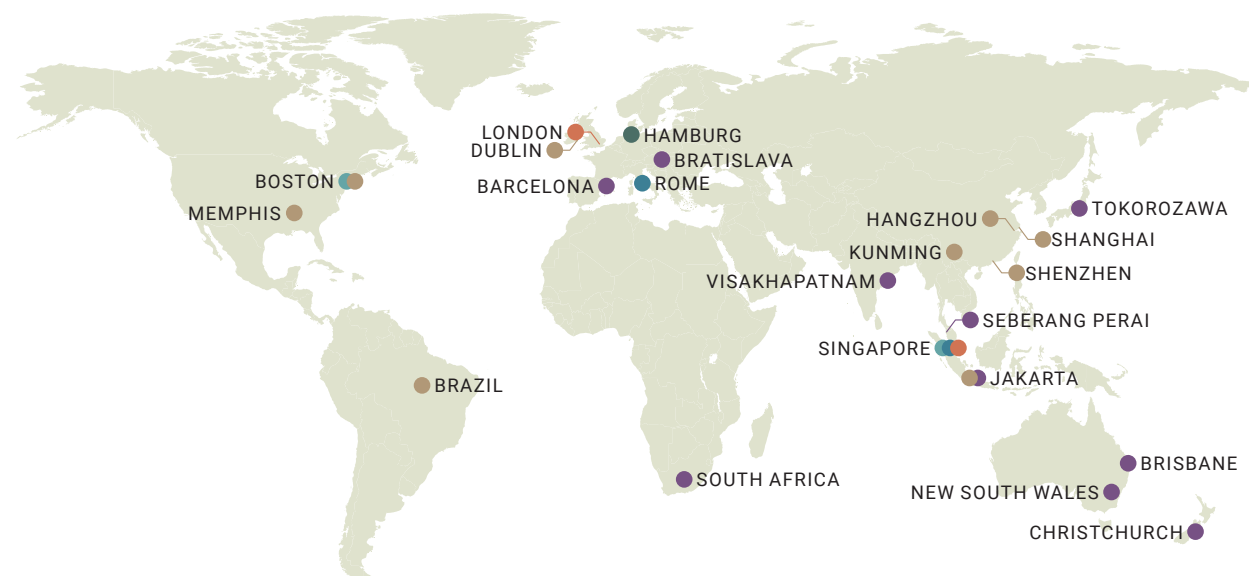 LONDON
HAMBURG
DUBLIN
BRATISLAVA
BOSTON
BARCELONA
ROME
MEMPHIS
TOKOROZAWA
HANGZHOU
SHANGHAI
KUNMING
SHENZHEN
VISAKHAPATNAM
SEBERANG PERAI
SINGAPORE
JAKARTA
BRAZIL
BRISBANE
SOUTH AFRICA
NEW SOUTH WALES
CHRISTCHURCH